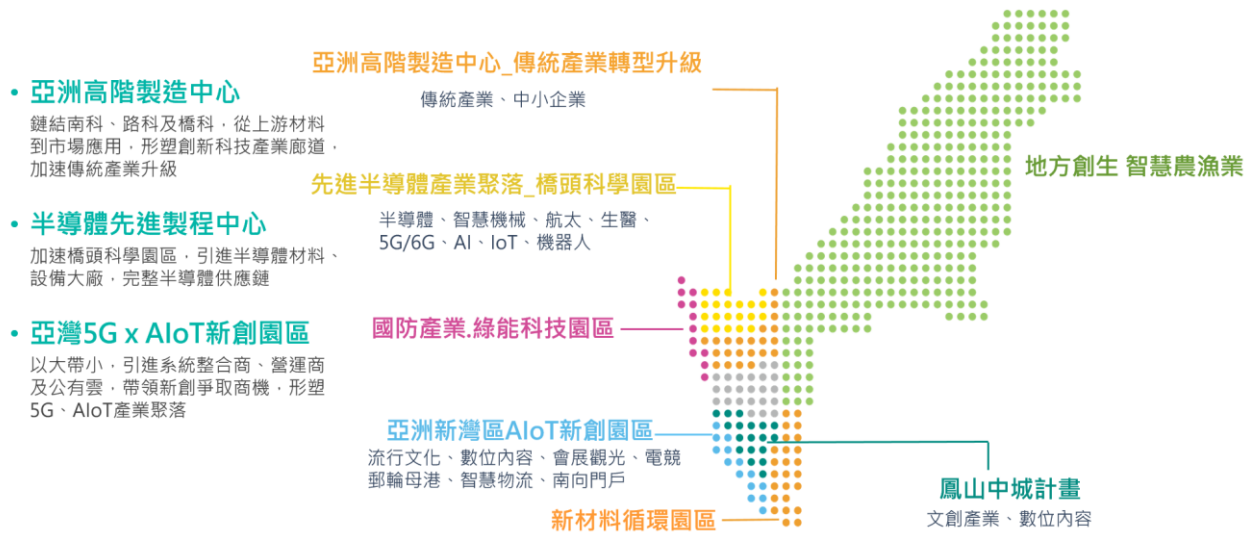 • 亞洲高階製造中心
鏈結南科、路科及橋科，從上游材料
到市場應用，形塑創新科技產業廊道，
加速傳統產業升級
• 半導體先進製程中心
加速橋頭科學園區，引進半導體材料、
設備大廠，完整半導體供應鏈
• 亞灣5G x AIoT新創園區
以大帶小，引進系統整合商、營運商
及公有雲，帶領新創爭取商機，形塑
5G、AIoT產業聚落
亞洲高階製造中心_傳統產業轉型升級
傳統產業、中小企業
先進半導體產業聚落_橋頭科學園區
半導體、智慧機械、航太、生醫、
5G/6G、AI、IoT、機器人
國防產業.綠能科技園區
亞洲新灣區AIoT新創園區
流行文化、數位內容、會展觀光、電競
郵輪母港、智慧物流、南向門戶
新材料循環園區
地方創生 智慧農漁業
鳳山中城計畫
文創產業、數位內容